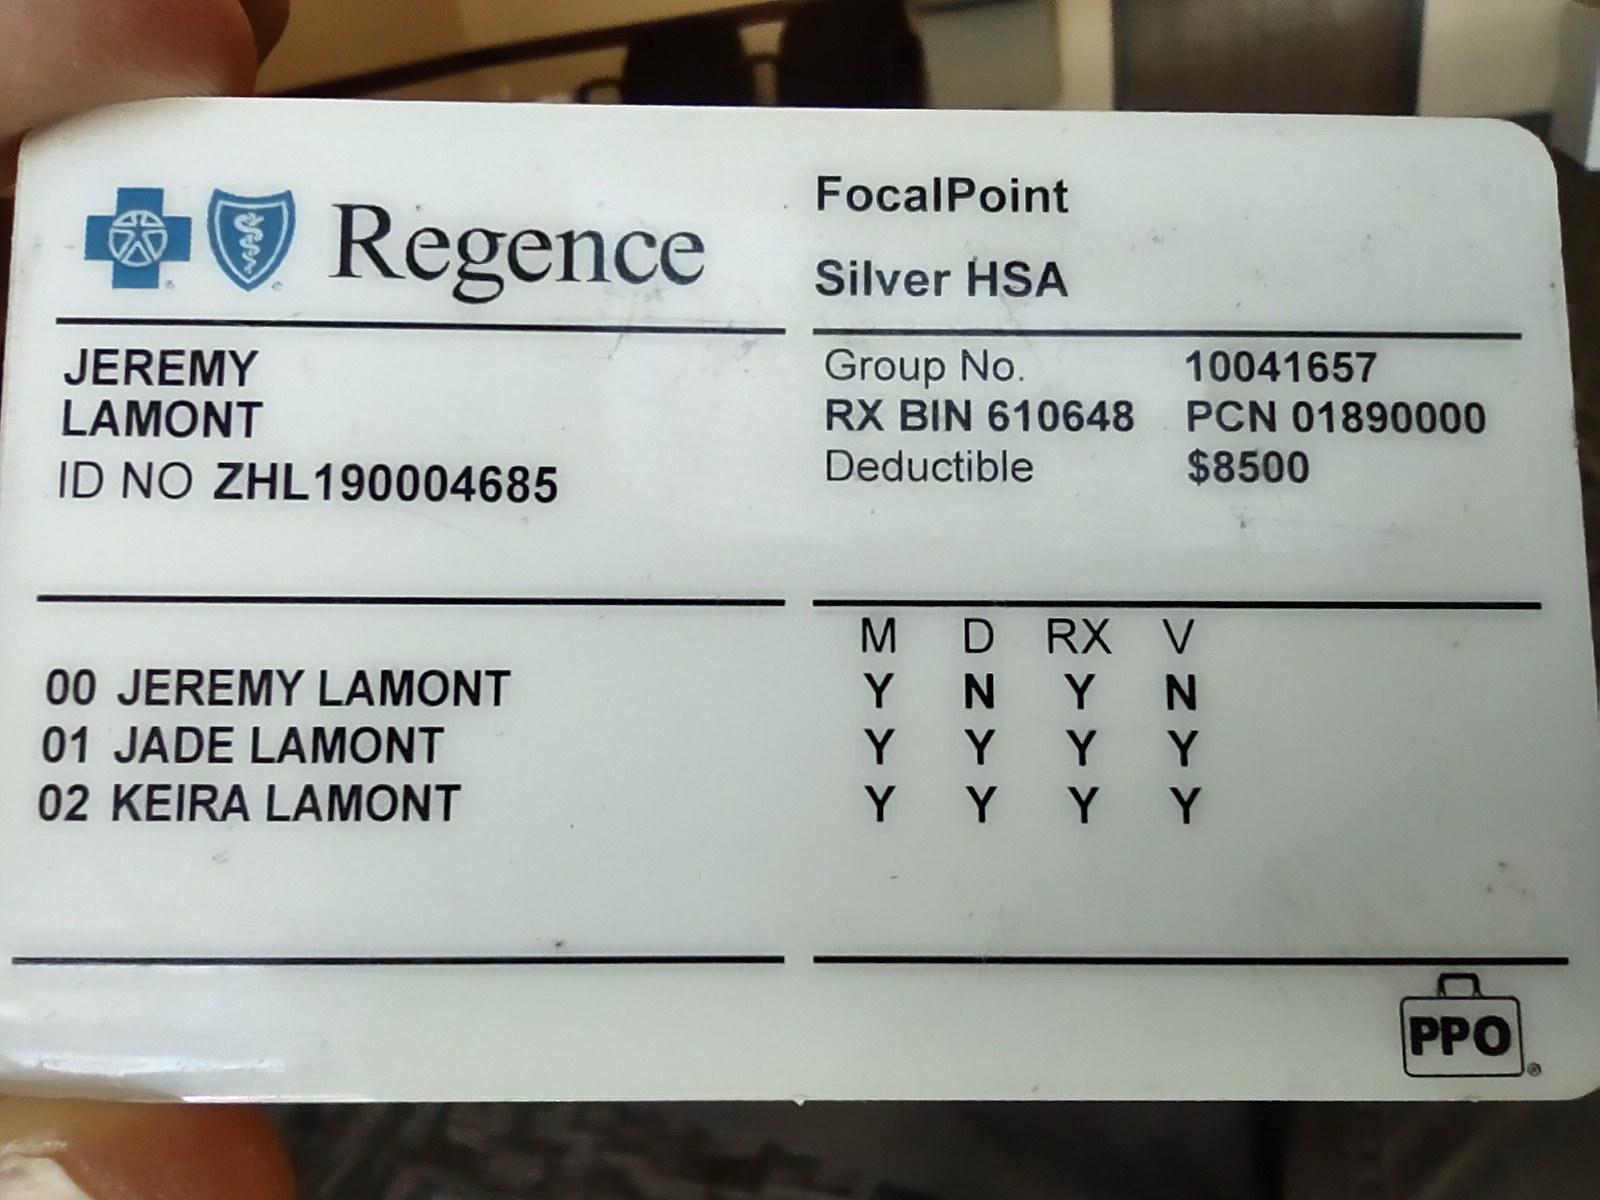 Regence
FocalPoint
Silver HSA
JEREMY
LAMONT
ID NO ZHL190004685
Group No. 10041657
RX BIN 610648 PCN 01890000
Deductible $8500
M D RX V
00 JEREMY LAMONT Y N Y N
01 JADE LAMONT Y Y Y Y
02 KEIRA LAMONT Y Y Y Y
PPO®